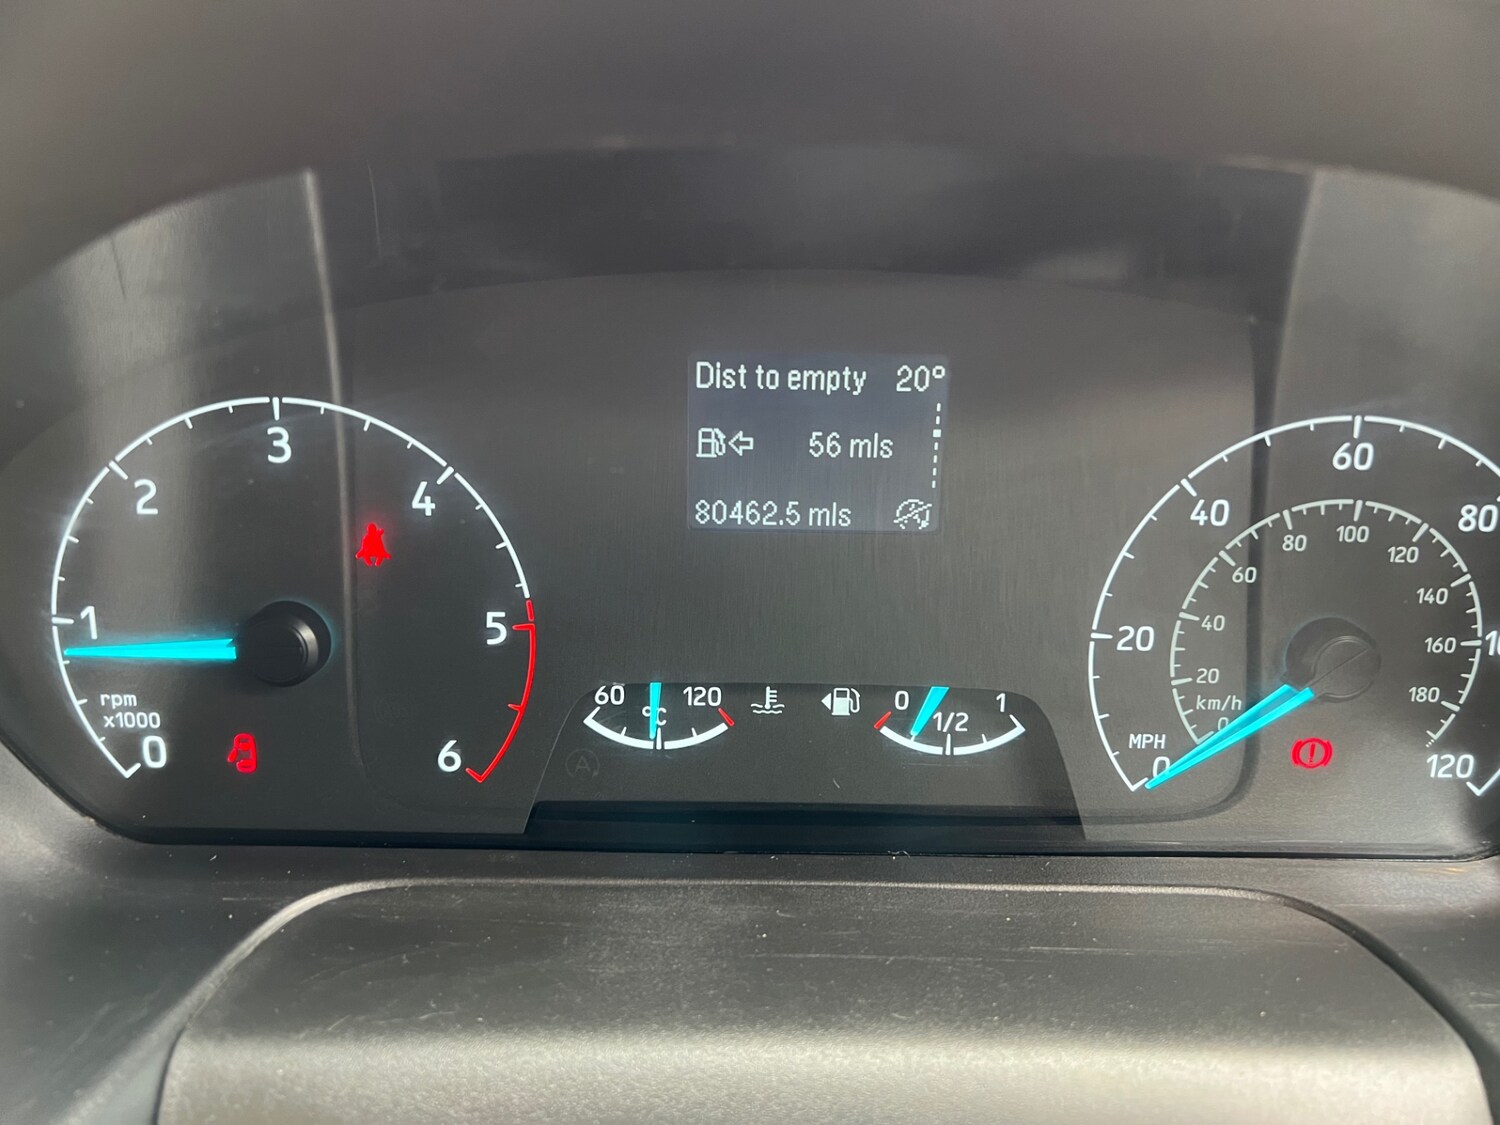 Dist to empty 20°
56 mls
80462.5 mls
0 1 2 3 4 5 6
rpm
x1000
60 120
°C
0 1/2 1
A
0 20 40 60 80 120
MPH
0 20 40 60 80 100 120 140 160 180
km/h